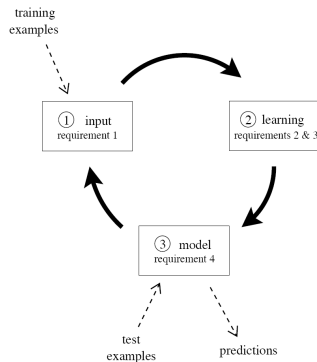 training
examples
① input
requirement 1
② learning
requirements 2 & 3
③ model
requirement 4
test
examples
predictions